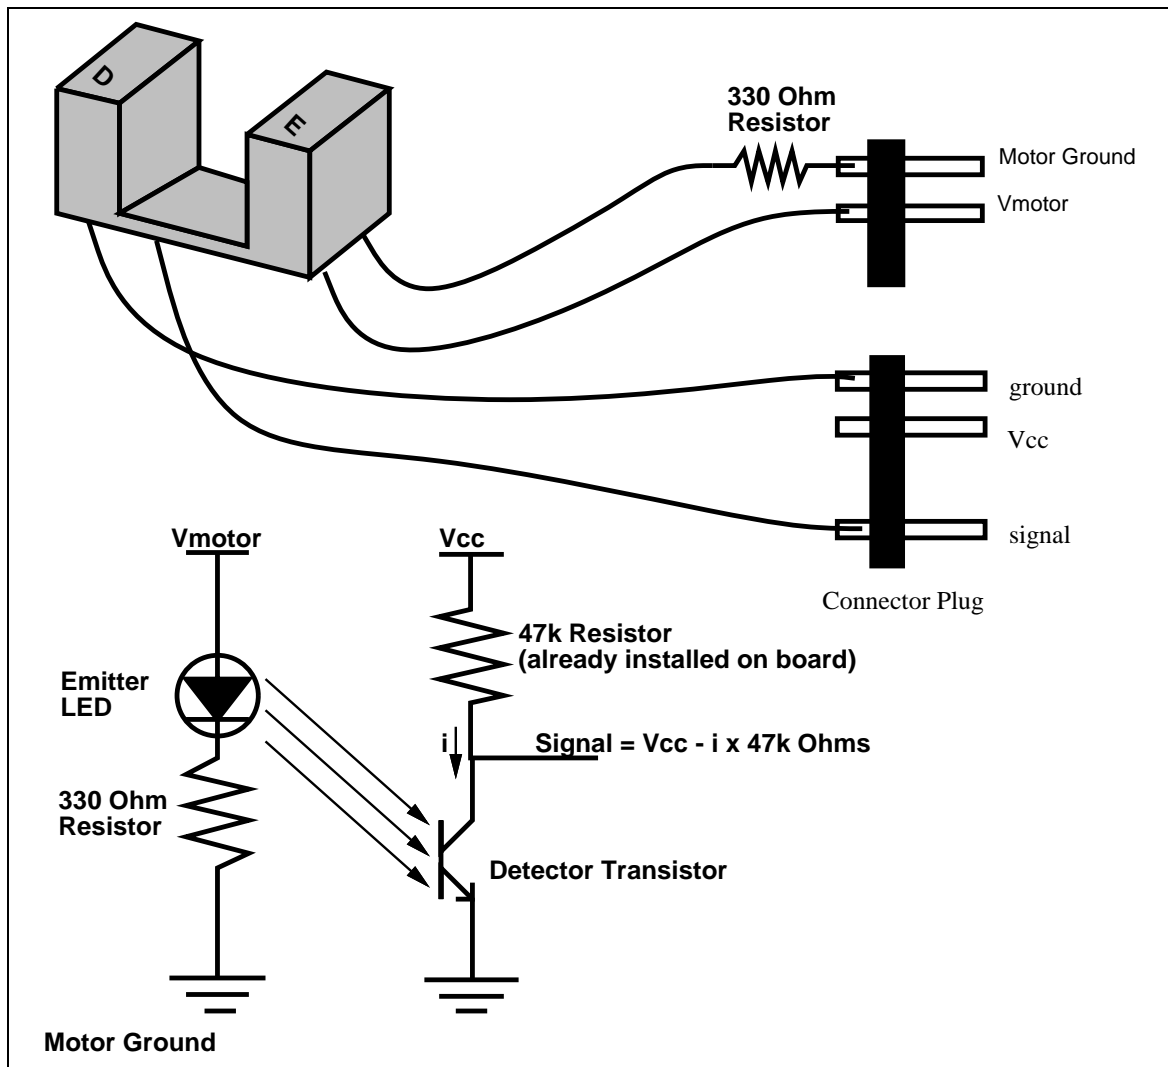 D
E
330 Ohm
Resistor
Motor Ground
Vmotor
ground
Vcc
signal
Connector Plug
Vmotor
Vcc
47k Resistor
(already installed on board)
Emitter
LED
i
Signal = Vcc - i x 47k Ohms
330 Ohm
Resistor
Detector Transistor
Motor Ground